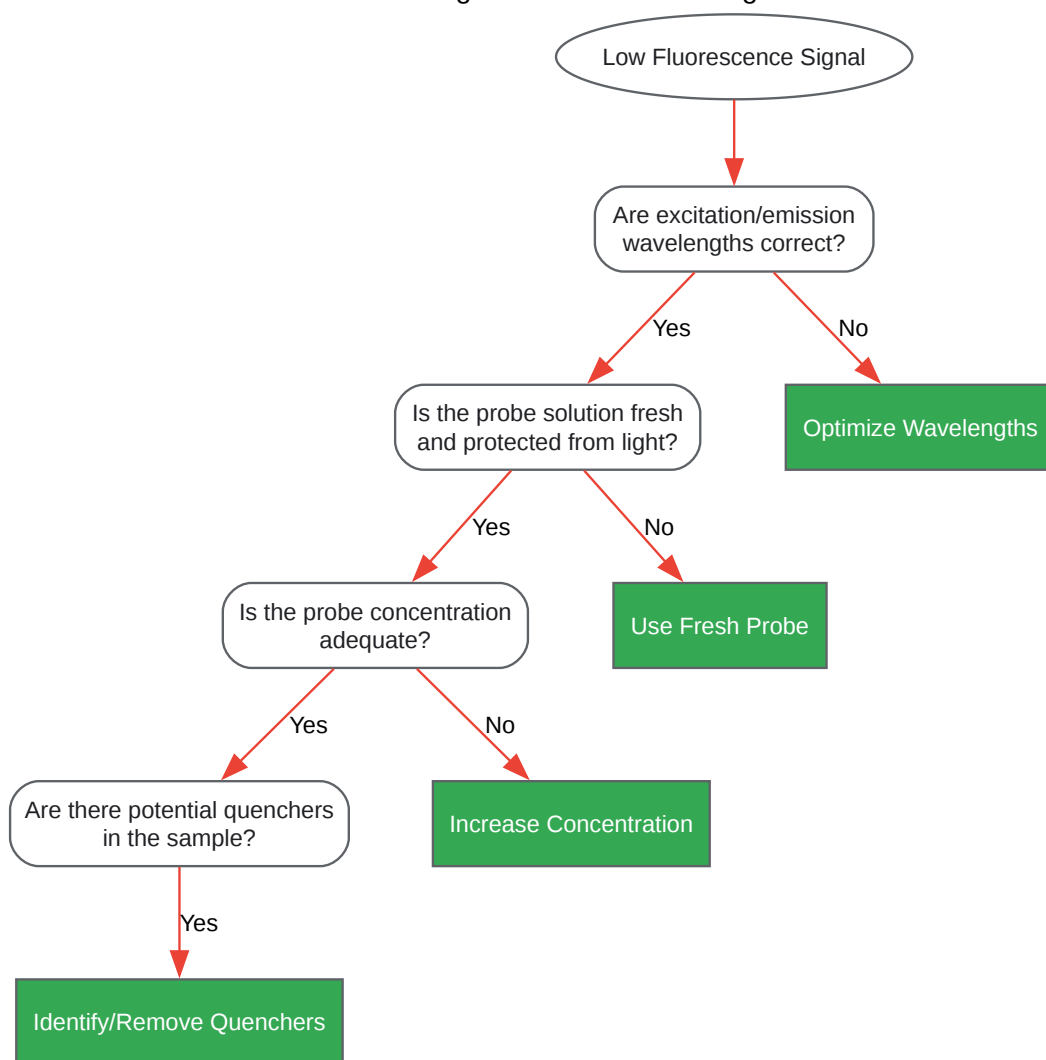 Low Fluorescence Signal
Are excitation/emission
wavelengths correct?
Yes
No
Is the probe solution fresh
and protected from light?
Optimize Wavelengths
Yes
No
Is the probe concentration
adequate?
Use Fresh Probe
Yes
No
Are there potential quenchers
in the sample?
Increase Concentration
Yes
Identify/Remove Quenchers